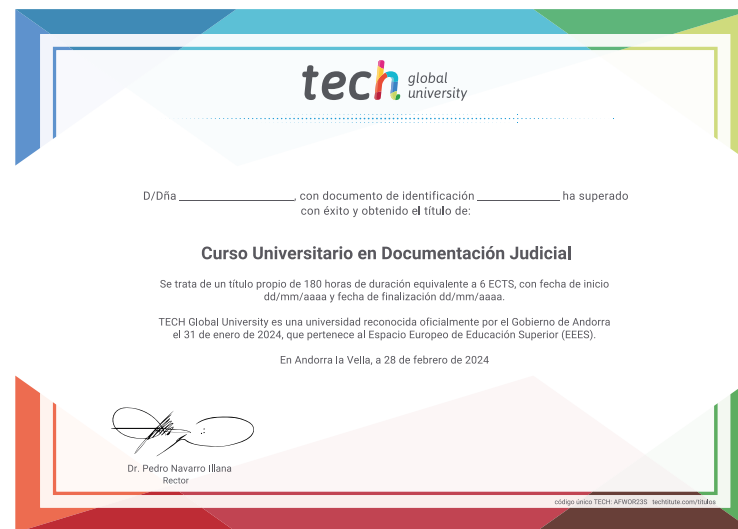 tech global university
D/Dña ____________________, con documento de identificación ______________ ha superado
con éxito y obtenido el título de:
Curso Universitario en Documentación Judicial
Se trata de un título propio de 180 horas de duración equivalente a 6 ECTS, con fecha de inicio
dd/mm/aaaa y fecha de finalización dd/mm/aaaa.
TECH Global University es una universidad reconocida oficialmente por el Gobierno de Andorra
el 31 de enero de 2024, que pertenece al Espacio Europeo de Educación Superior (EEES).
En Andorra la Vella, a 28 de febrero de 2024
Dr. Pedro Navarro Illana
Rector
código único TECH: AFWOR23S techtitute.com/títulos